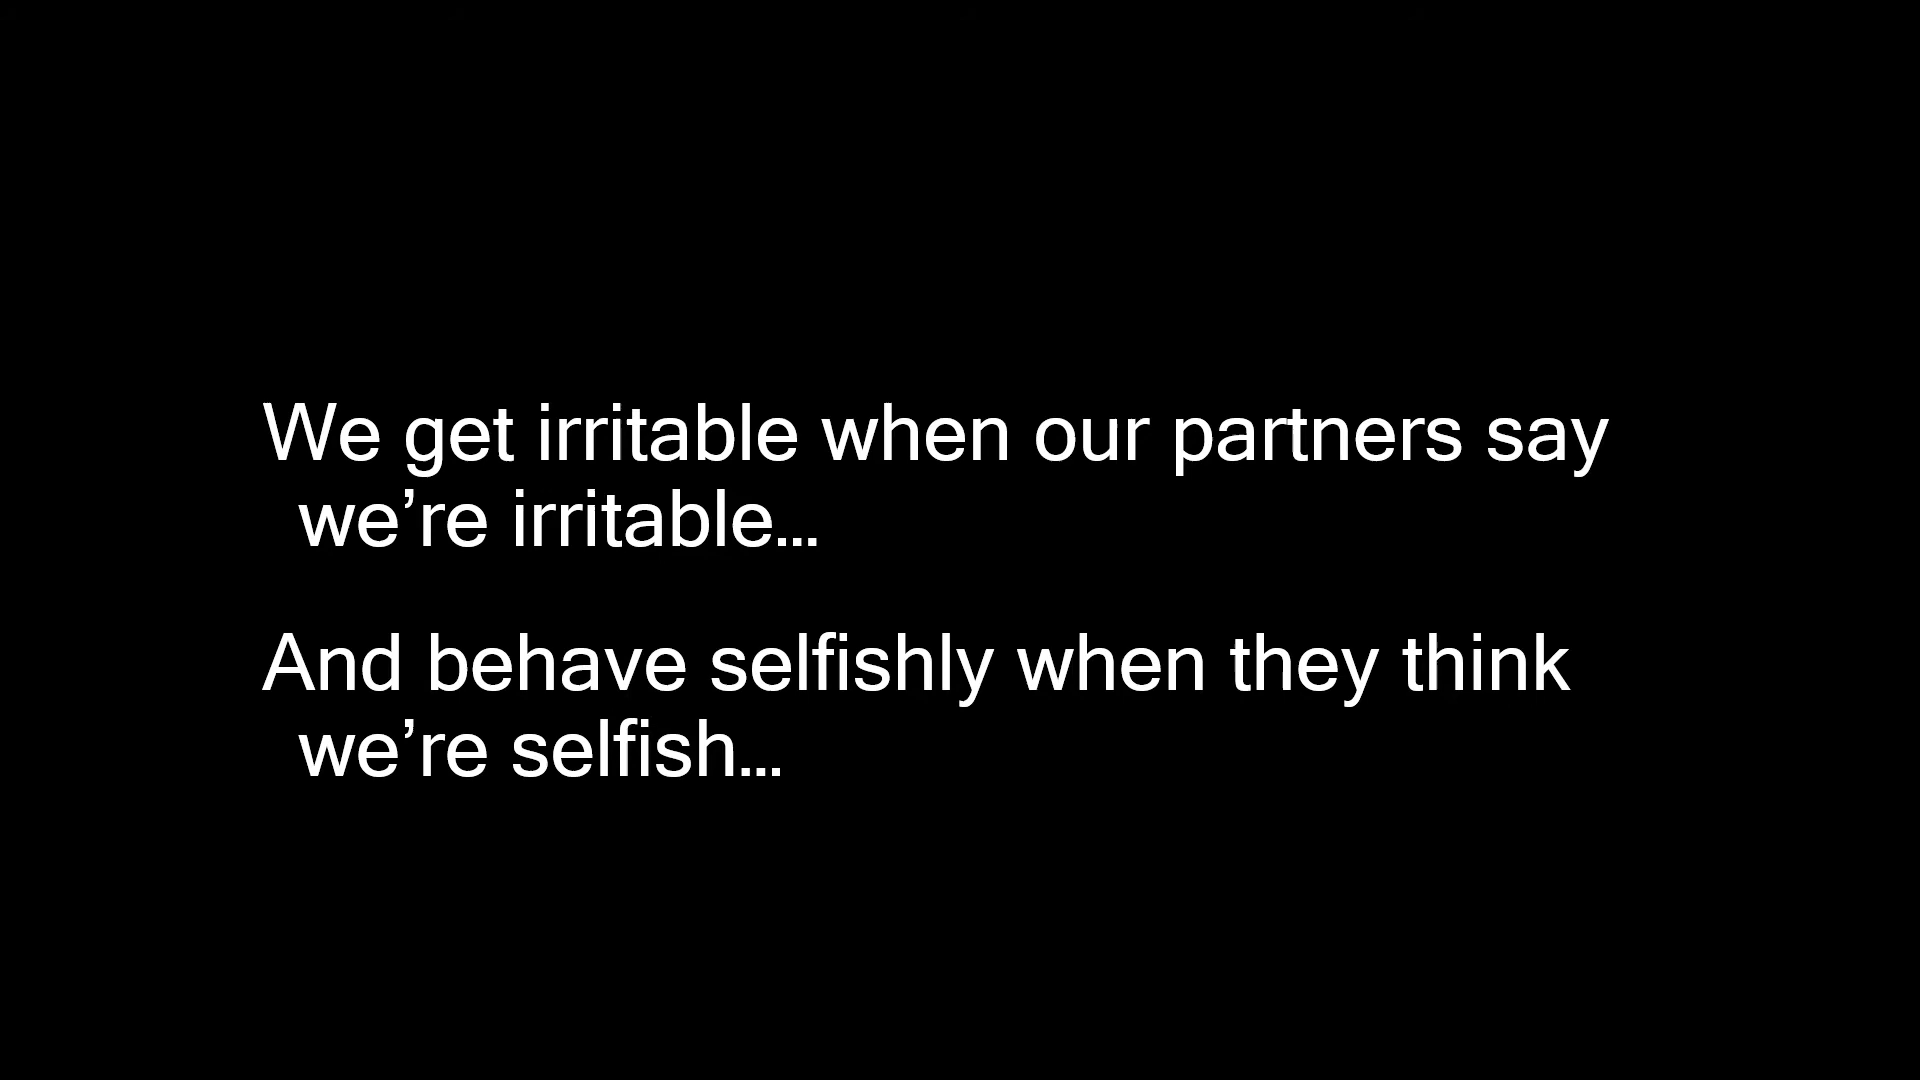 We get irritable when our partners say
we’re irritable...
And behave selfishly when they think
we’re selfish...